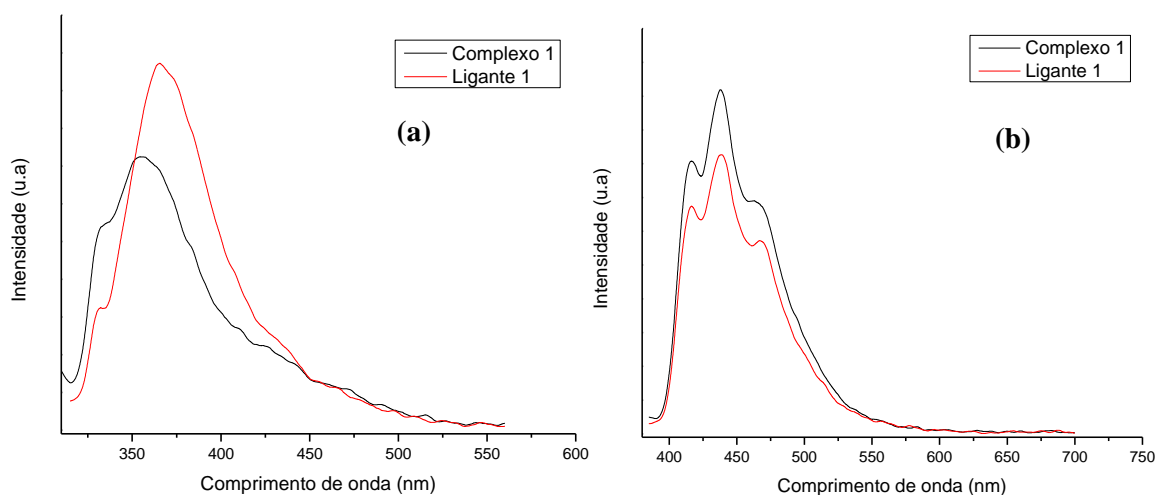 Complexo 1
Ligante 1
(a)
Intensidade (u.a)
350 400 450 500 550 600
Comprimento de onda (nm)
Complexo 1
Ligante 1
(b)
Intensidade (u.a)
400 450 500 550 600 650 700 750
Comprimento de onda (nm)